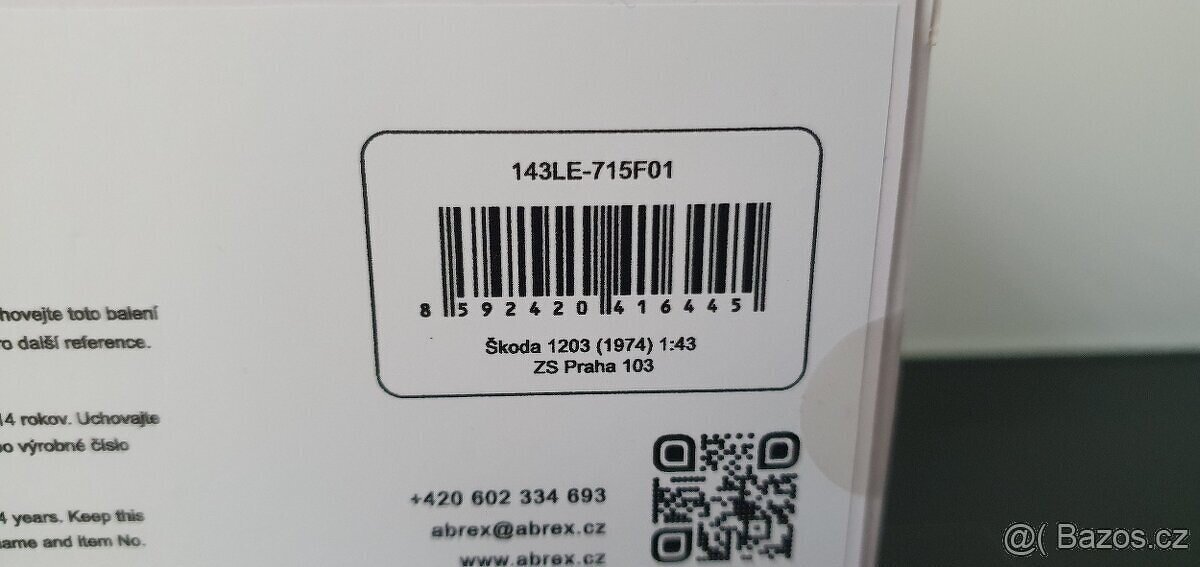 143LE-715F01
8 592420 416445
Škoda 1203 (1974) 1:43
ZS Praha 103
hovejte toto balení
o další reference.
14 rokov. Uchovajte
o výrobné číslo
4 years. Keep this
ame and item No.
+420 602 334 693
abrex@abrex.cz
www.abrex.cz
@( Bazos.cz